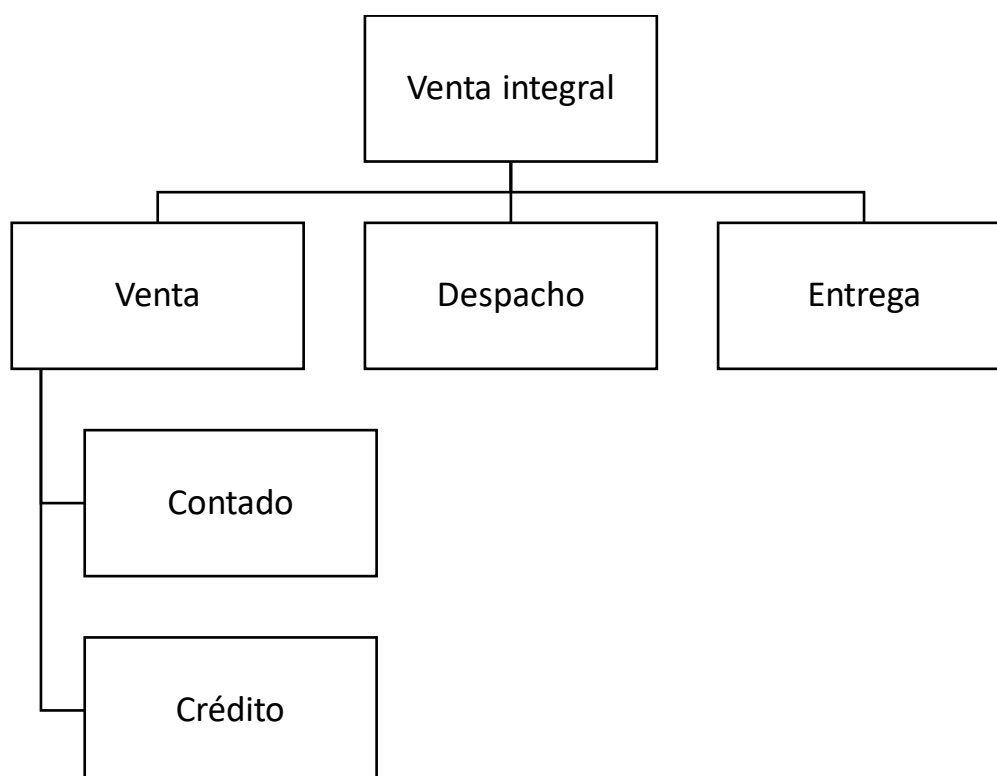 Venta integral
Venta
Despacho
Entrega
Contado
Crédito